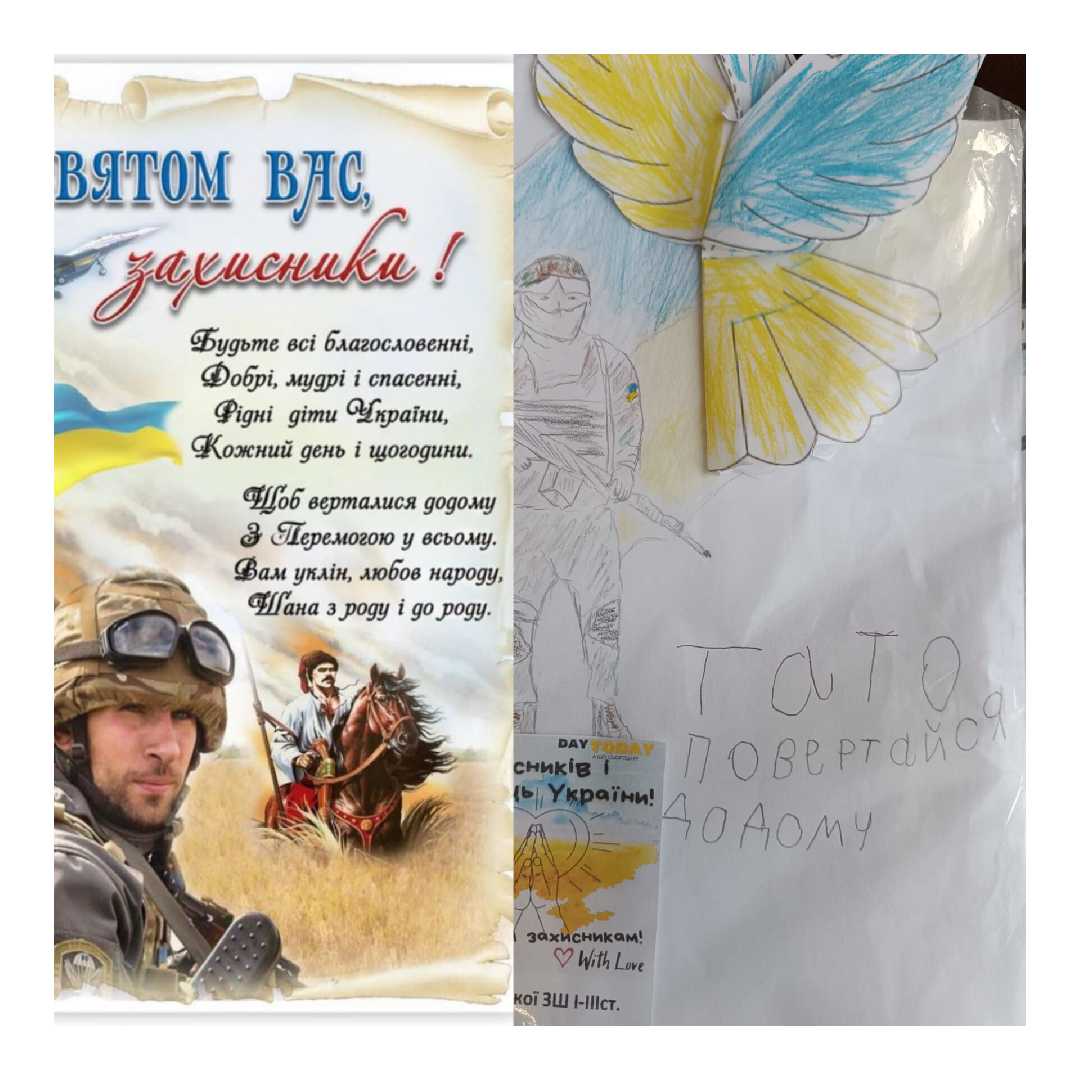 ВЯТОМ ВАС,
захисники!
Будьте всі благословенні,
Добрі, мудрі і спасенні,
Рідні діти України,
Кожний день і щогодини.
Щоб верталися додому
З Перемогою у всьому.
Вам уклін, любов народу,
Шана з роду і до роду.
ТаТО
ПОВЕРТайСЯ
ДОДОМУ
DAY TODAY
сників і
ць України!
захисникам!
With Love
кої ЗШ І-ІІІст.